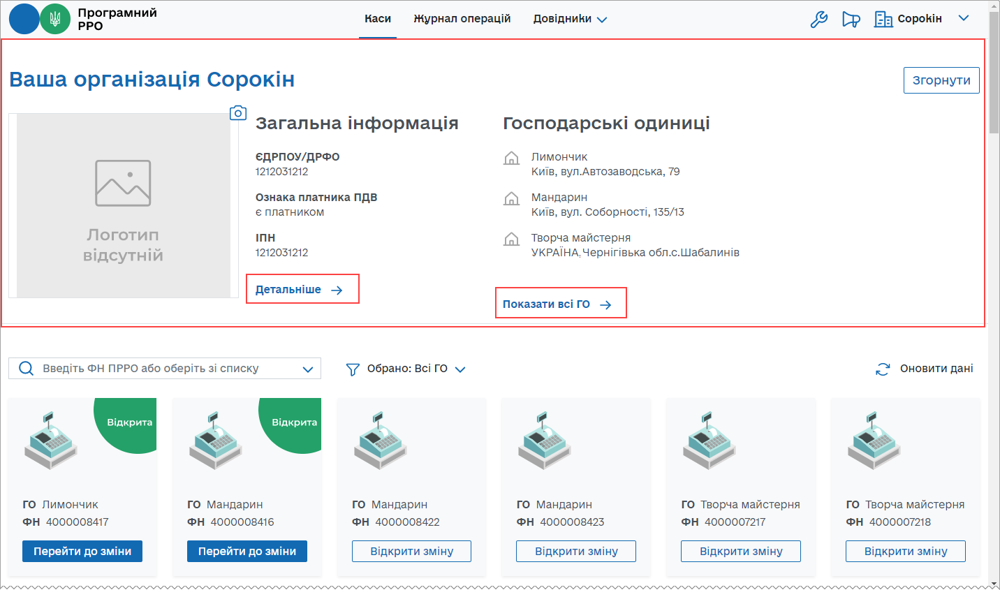 Програмний
РРО
Каси
Журнал операцій
Довідники
Сорокін
Ваша організація Сорокін
Згорнути
Логотип
відсутній
Загальна інформація
ЄДРПОУ/ДРФО
1212031212
Ознака платника ПДВ
є платником
ІПН
1212031212
Детальніше
Господарські одиниці
Лимончик
Київ, вул.Автозаводська, 79
Мандарин
Київ, вул. Соборності, 135/13
Творча майстерня
УКРАЇНА,Чернігівька обл.с.Шабалинів
Показати всі ГО
Введіть ФН ПРРО або оберіть зі списку
Обрано: Всі ГО
Оновити дані
Відкрита
ГО Лимончик
ФН 4000008417
Перейти до зміни
Відкрита
ГО Мандарин
ФН 4000008416
Перейти до зміни
ГО Мандарин
ФН 4000008422
Відкрити зміну
ГО Мандарин
ФН 4000008423
Відкрити зміну
ГО Творча майстерня
ФН 4000007217
Відкрити зміну
ГО Творча майстерня
ФН 4000007218
Відкрити зміну